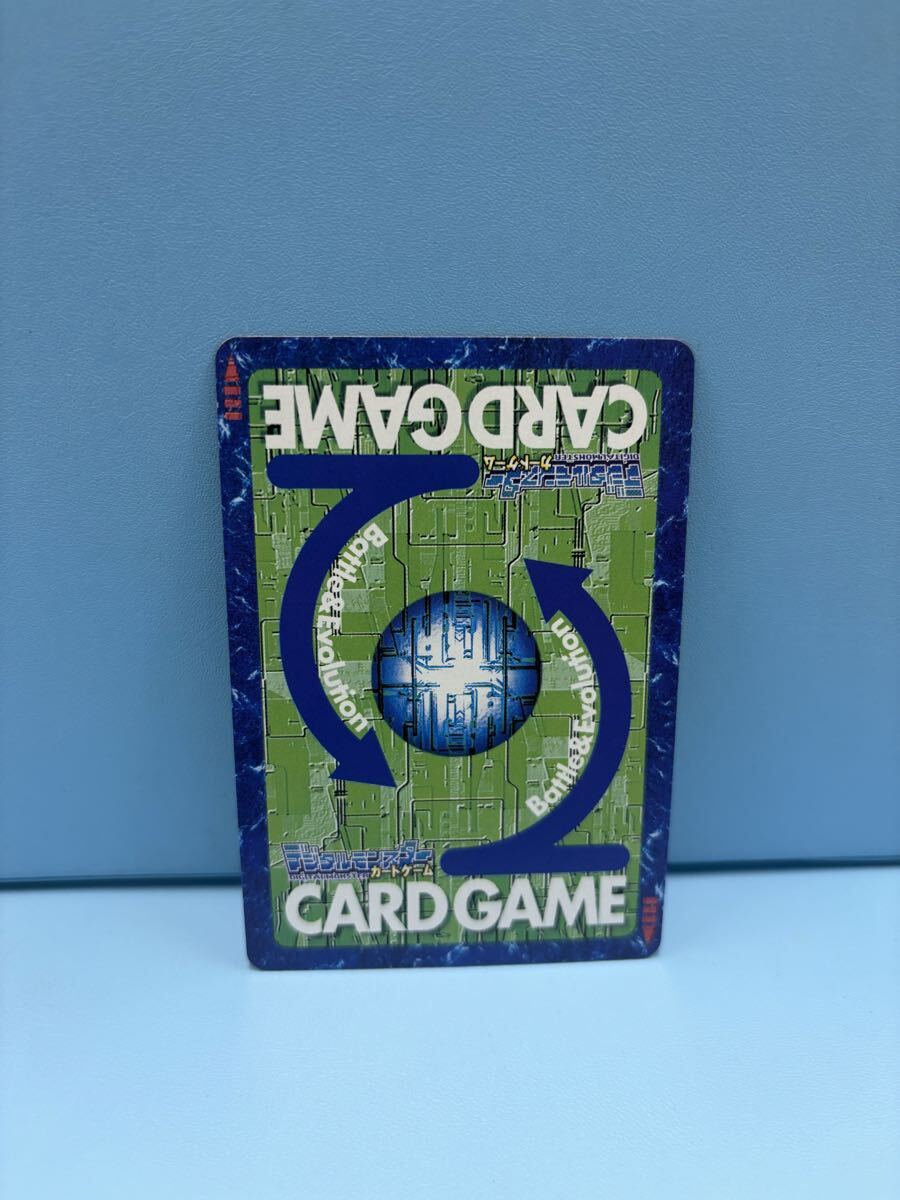 CARD GAME
デジタルモンスター
DIGITAL MONSTER
カードゲーム
Battle&Evolution
Battle&Evolution
デジタルモンスター
DIGITAL MONSTER カードゲーム
CARD GAME